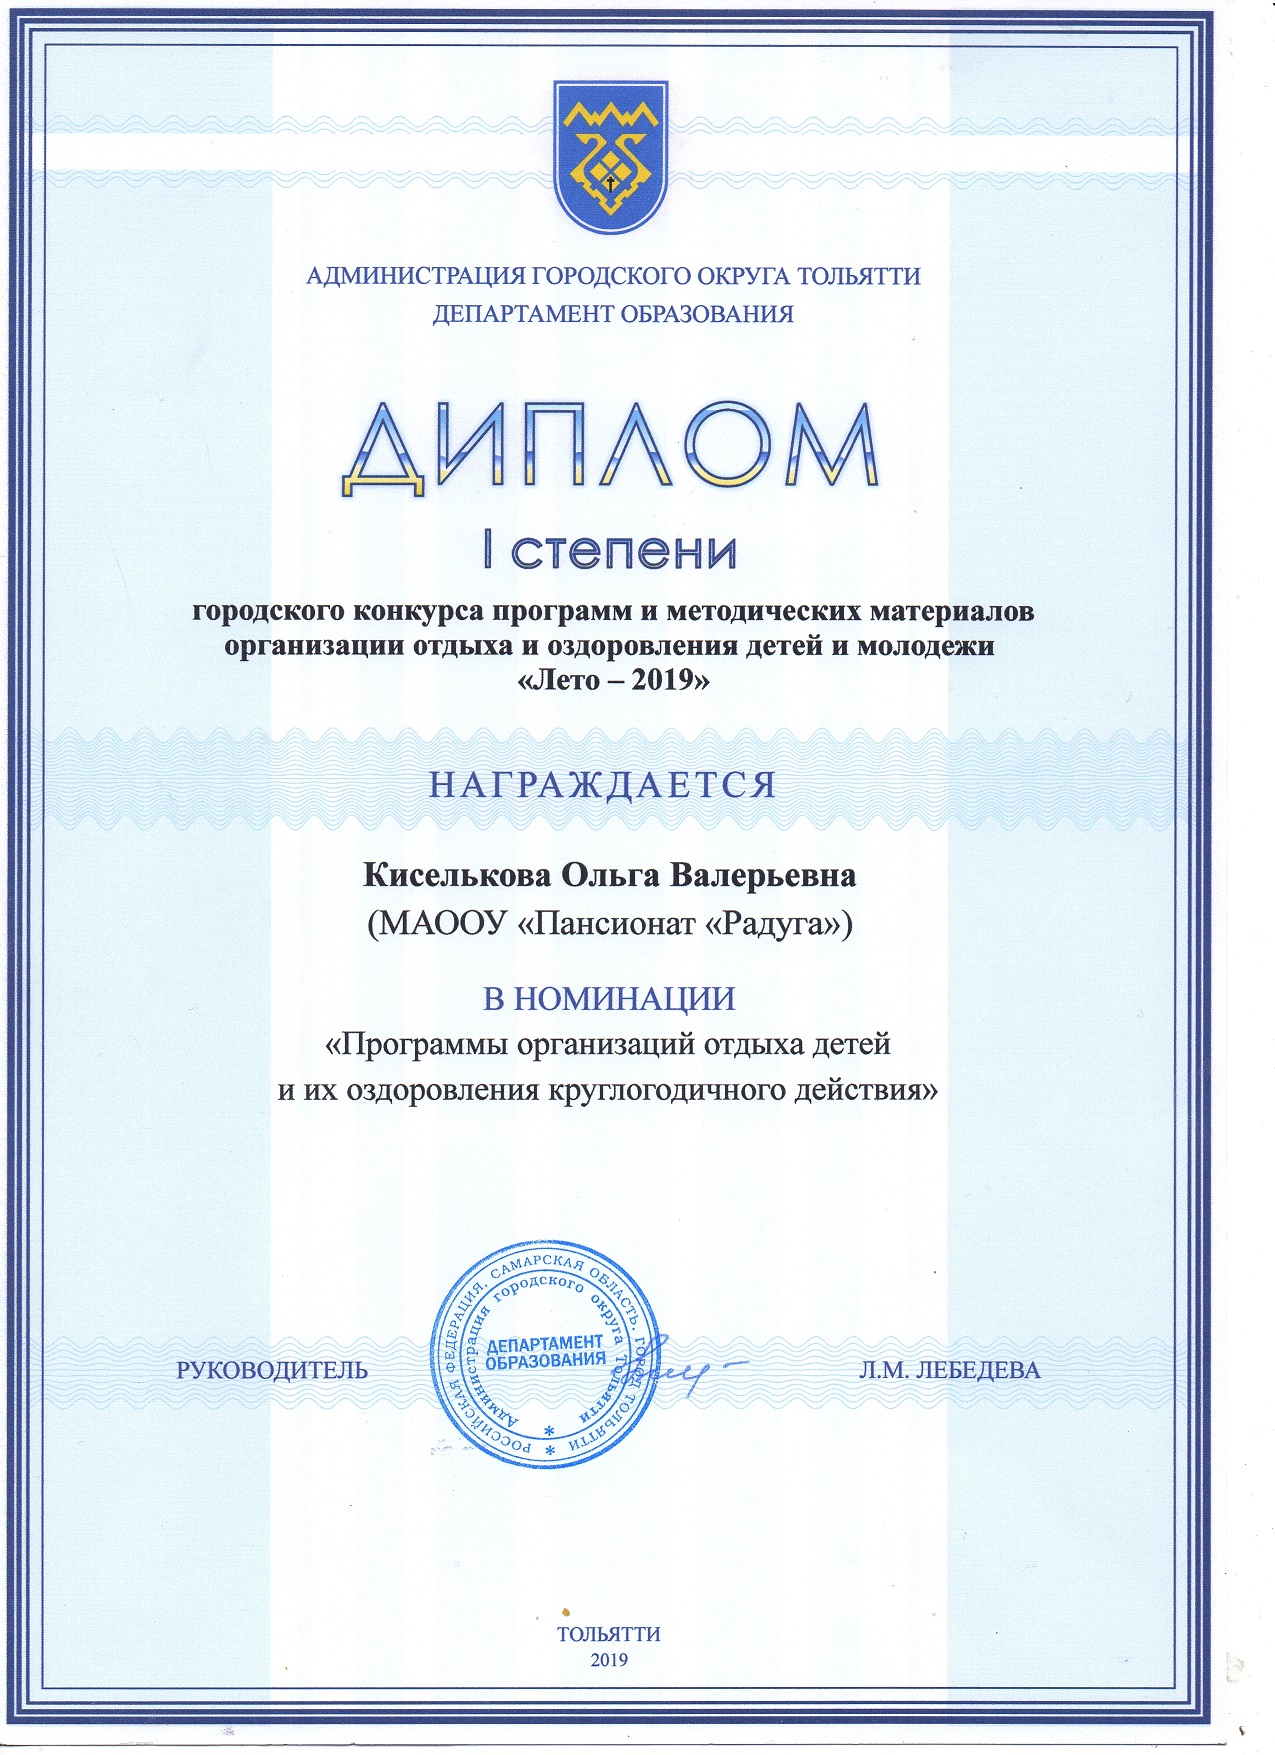 АДМИНИСТРАЦИЯ ГОРОДСКОГО ОКРУГА ТОЛЬЯТТИ
ДЕПАРТАМЕНТ ОБРАЗОВАНИЯ
ДИПЛОМ
I степени
городского конкурса программ и методических материалов
организации отдыха и оздоровления детей и молодежи
«Лето – 2019»
НАГРАЖДАЕТСЯ
Киселькова Ольга Валерьевна
(МАООУ «Пансионат «Радуга»)
В НОМИНАЦИИ
«Программы организаций отдыха детей
и их оздоровления круглогодичного действия»
РУКОВОДИТЕЛЬ
РОССИЙСКАЯ ФЕДЕРАЦИЯ, САМАРСКАЯ ОБЛАСТЬ, ГОРОД ТОЛЬЯТТИ *
Администрация городского округа Тольятти *
ДЕПАРТАМЕНТ
ОБРАЗОВАНИЯ
Л.М. ЛЕБЕДЕВА
ТОЛЬЯТТИ
2019